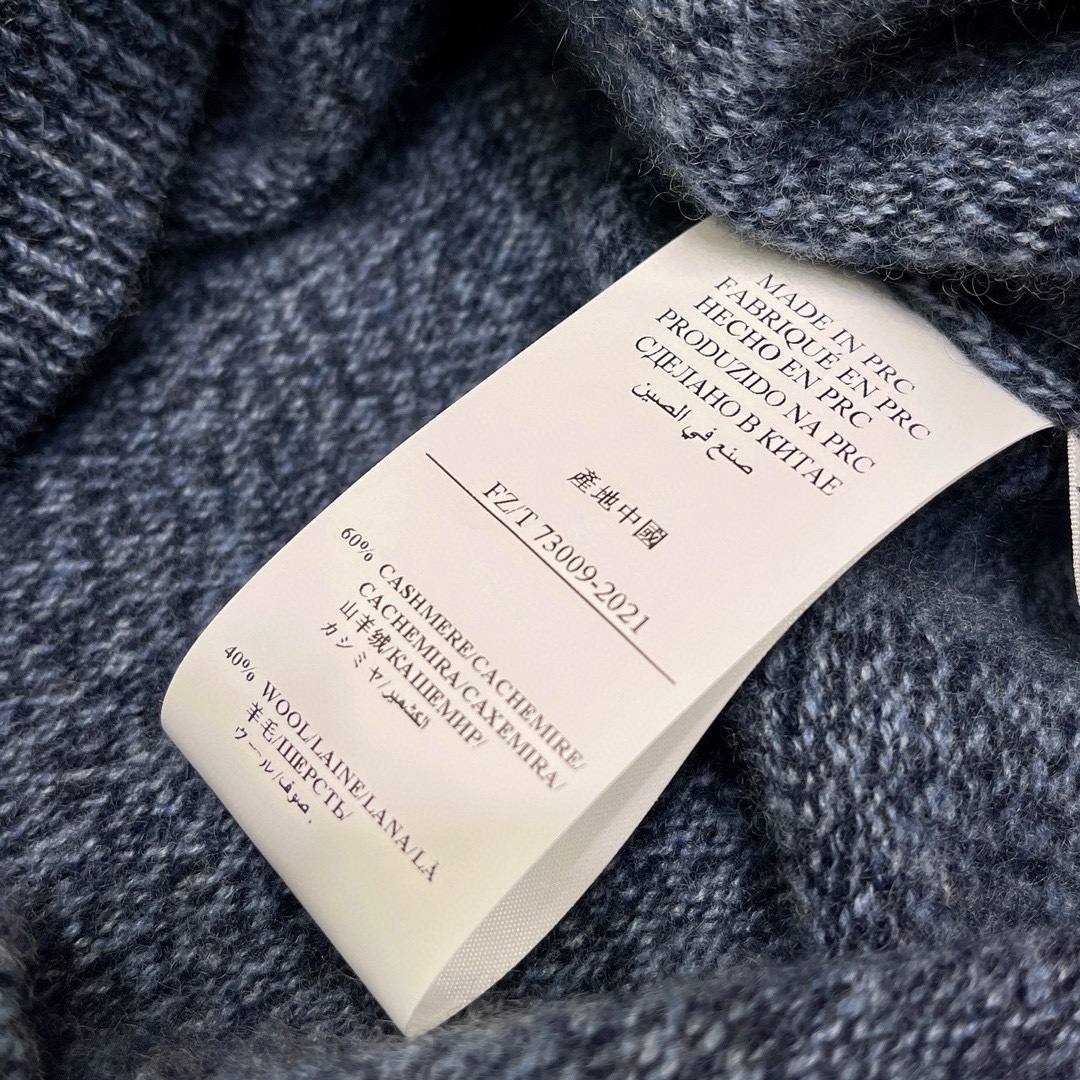 MADE IN PRC
FABRIQUÉ EN PRC
HECHO EN PRC
PRODUZIDO NA PRC
СДЕЛАНО В КИТАЕ
صنع في الصين
產地中國
FZ/T 73009-2021
60% CASHMERE/CACHEMIRE/
CACHEMIRA/CAXEMIRA/
山羊绒/КАШЕМИР/
カシミヤ/الكشمير
40% WOOL/LAINE/LANA/LÃ
羊毛/ШЕРСТЬ/
ウール/صوف.